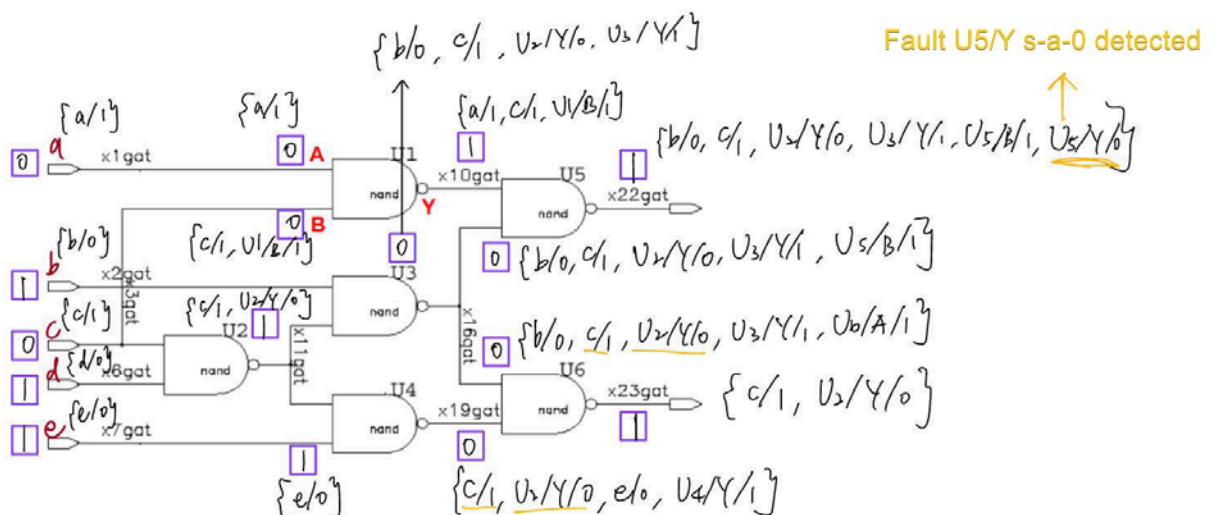 {b/0, c/1, U2/Y/0, U3/Y/1}
Fault U5/Y s-a-0 detected
{a/1}
{a/1}
{a/1, c/1, U1/B/1}
{b/0, c/1, U2/Y/0, U3/Y/1, U5/B/1, U5/Y/0}
0
a
x1gat
0
A
U1
nand
Y
1
x10gat
U5
nand
1
x22gat
0
B
{b/0}
{c/1, U1/B/1}
0
0
{b/0, c/1, U2/Y/0, U3/Y/1, U5/B/1}
1
b
x2gat
x3gat
U3
nand
{c/1}
{c/1, U2/Y/0}
0
c
U2
nand
1
x11gat
x16gat
0
{b/0, c/1, U2/Y/0, U3/Y/1, U6/A/1}
1
d
{d/0}
x6gat
U4
nand
x19gat
U6
nand
x23gat
{c/1, U2/Y/0}
1
e
{e/0}
x7gat
1
0
1
{e/0}
{c/1, U2/Y/0, e/0, U4/Y/1}